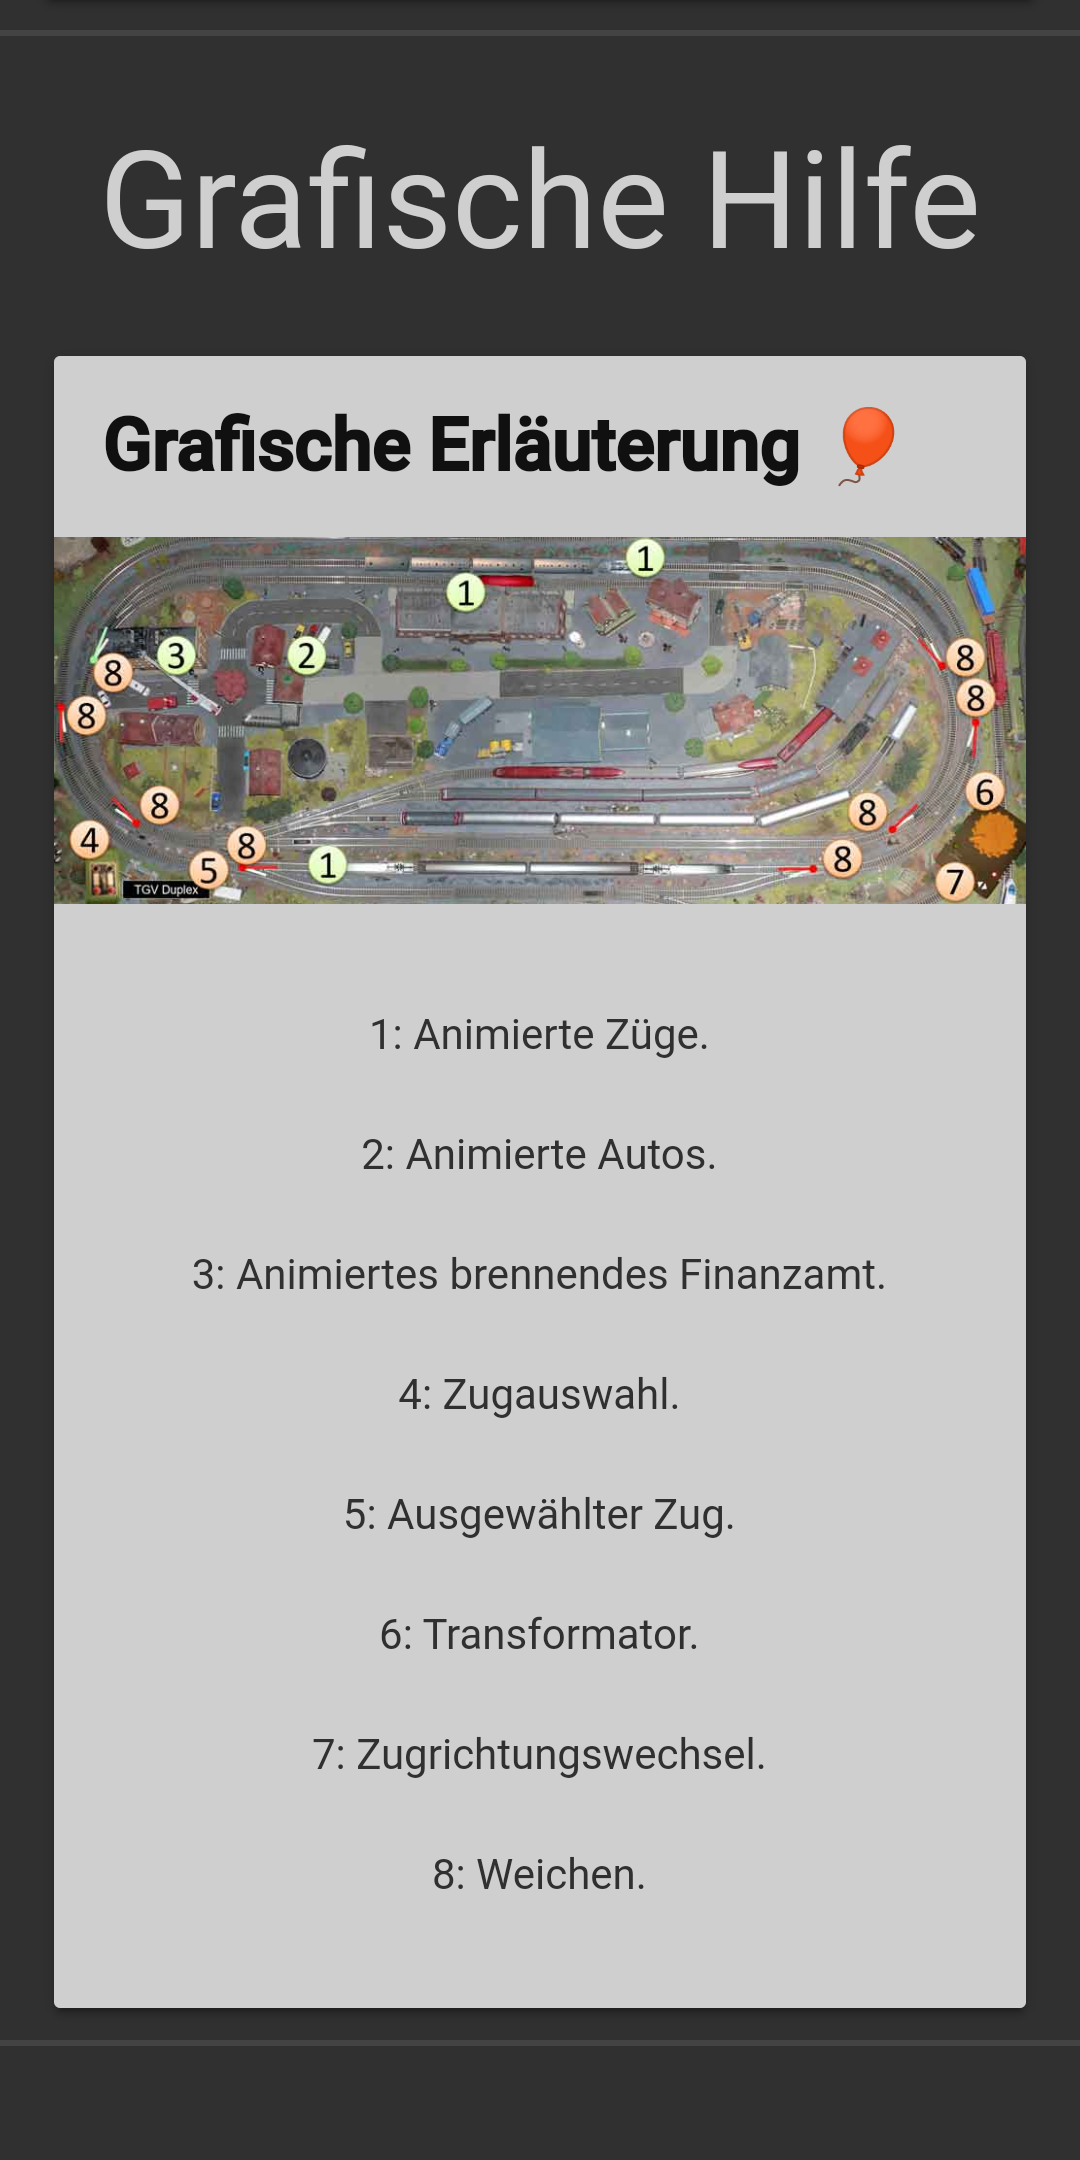 Grafische Hilfe
Grafische Erläuterung
1
1
3
2
8
8
8
8
8
6
8
8
4
8
5
1
8
7
TGV Duplex
1: Animierte Züge.
2: Animierte Autos.
3: Animiertes brennendes Finanzamt.
4: Zugauswahl.
5: Ausgewählter Zug.
6: Transformator.
7: Zugrichtungswechsel.
8: Weichen.